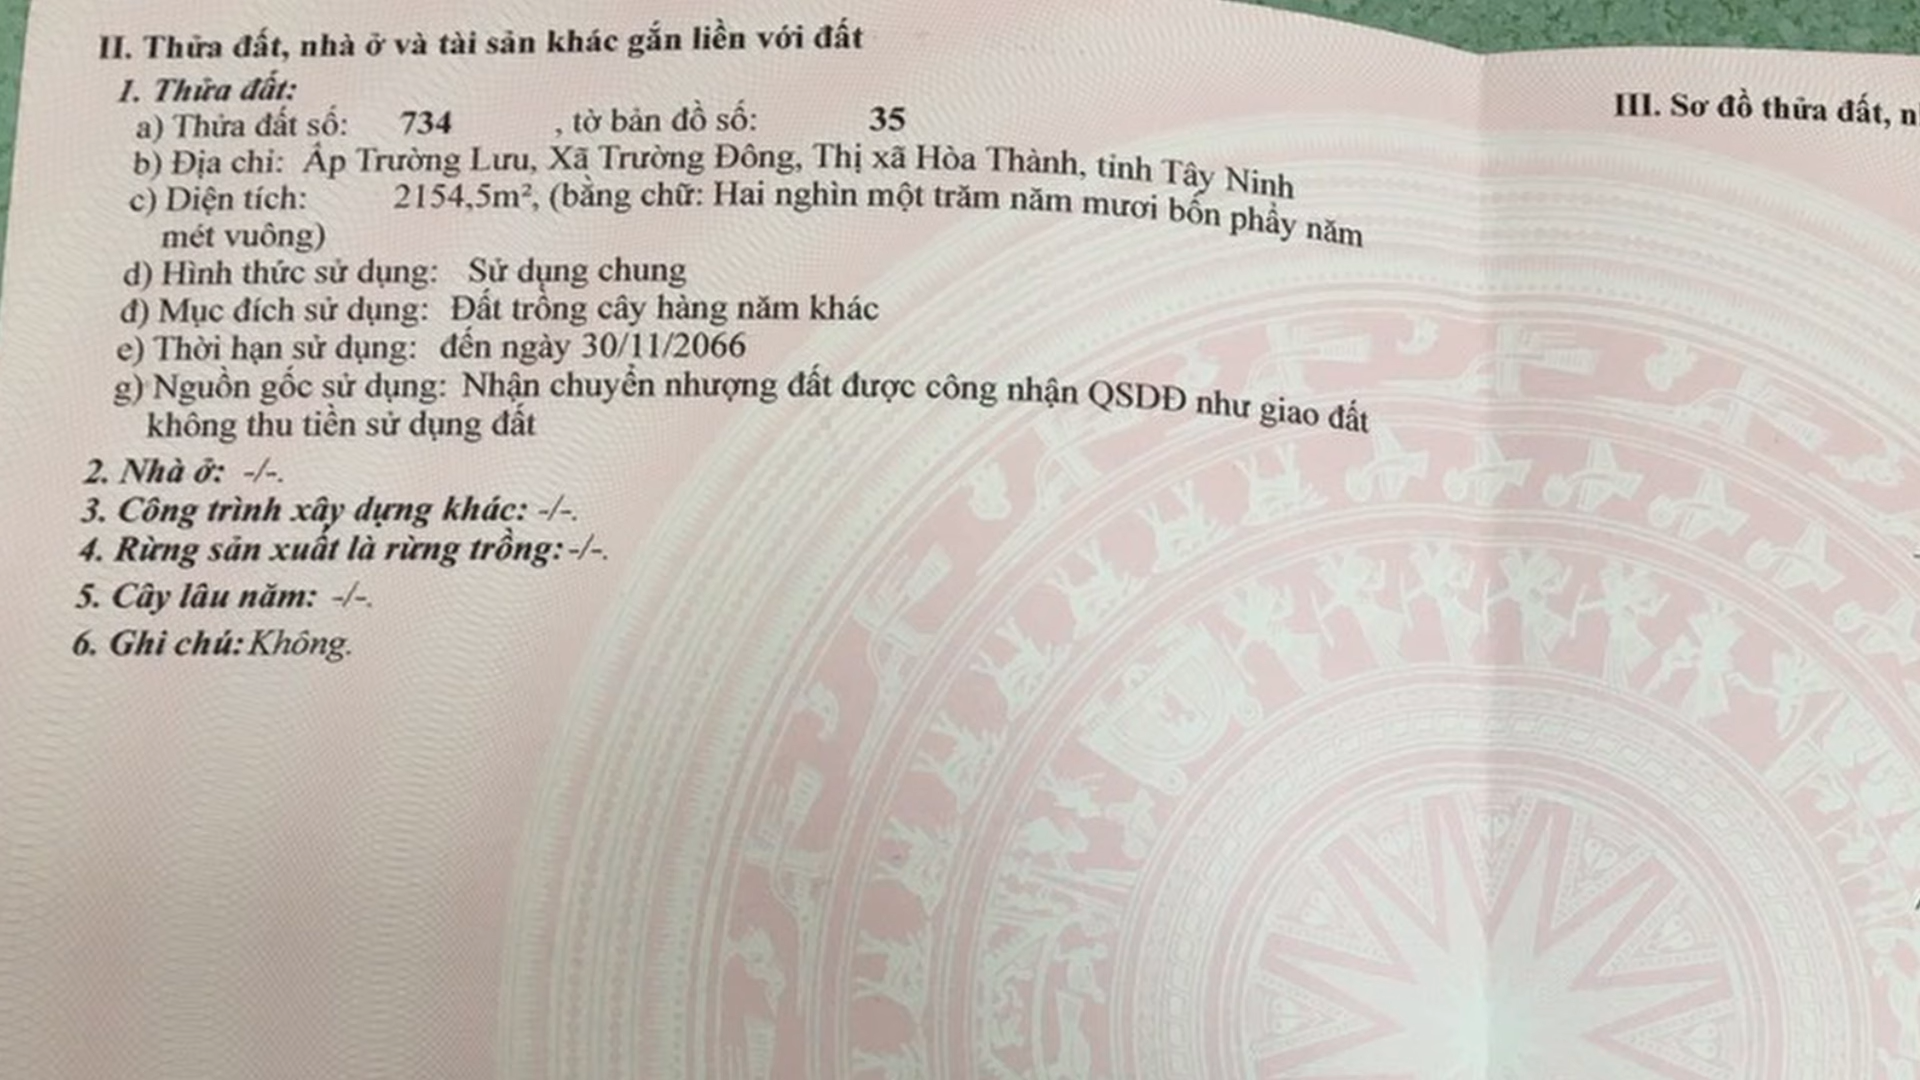 II. Thửa đất, nhà ở và tài sản khác gắn liền với đất
1. Thửa đất:
a) Thửa đất số: 734 , tờ bản đồ số: 35
b) Địa chỉ: Ấp Trường Lưu, Xã Trường Đông, Thị xã Hòa Thành, tỉnh Tây Ninh
c) Diện tích: 2154,5m², (bằng chữ: Hai nghìn một trăm năm mươi bốn phẩy năm
mét vuông)
d) Hình thức sử dụng: Sử dụng chung
đ) Mục đích sử dụng: Đất trồng cây hàng năm khác
e) Thời hạn sử dụng: đến ngày 30/11/2066
g) Nguồn gốc sử dụng: Nhận chuyển nhượng đất được công nhận QSDĐ như giao đất
không thu tiền sử dụng đất
2. Nhà ở: -/-.
3. Công trình xây dựng khác: -/-.
4. Rừng sản xuất là rừng trồng: -/-.
5. Cây lâu năm: -/-.
6. Ghi chú: Không.
III. Sơ đồ thửa đất,